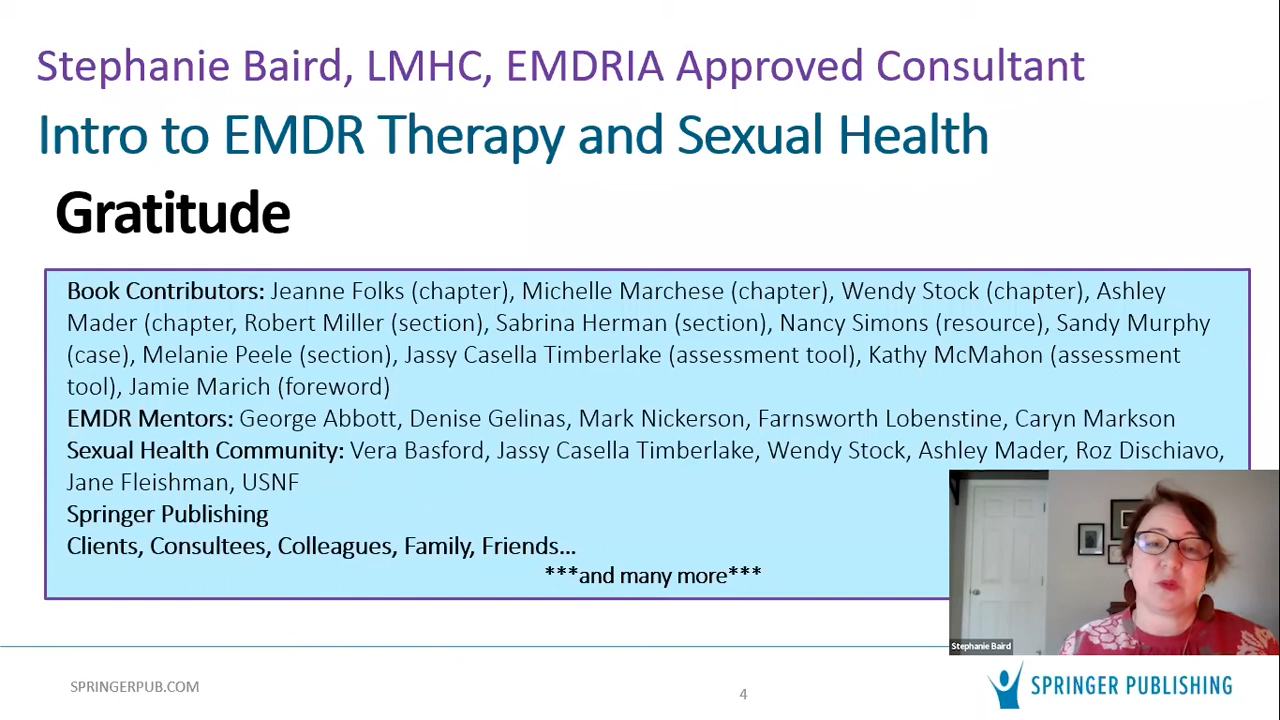 Stephanie Baird, LMHC, EMDRIA Approved Consultant
Intro to EMDR Therapy and Sexual Health
Gratitude
Book Contributors: Jeanne Folks (chapter), Michelle Marchese (chapter), Wendy Stock (chapter), Ashley
Mader (chapter, Robert Miller (section), Sabrina Herman (section), Nancy Simons (resource), Sandy Murphy
(case), Melanie Peele (section), Jassy Casella Timberlake (assessment tool), Kathy McMahon (assessment
tool), Jamie Marich (foreword)
EMDR Mentors: George Abbott, Denise Gelinas, Mark Nickerson, Farnsworth Lobenstine, Caryn Markson
Sexual Health Community: Vera Basford, Jassy Casella Timberlake, Wendy Stock, Ashley Mader, Roz Dischiavo,
Jane Fleishman, USNF
Springer Publishing
Clients, Consultees, Colleagues, Family, Friends…
***and many more***
Stephanie Baird
SPRINGERPUB.COM
4
SPRINGER PUBLISHING